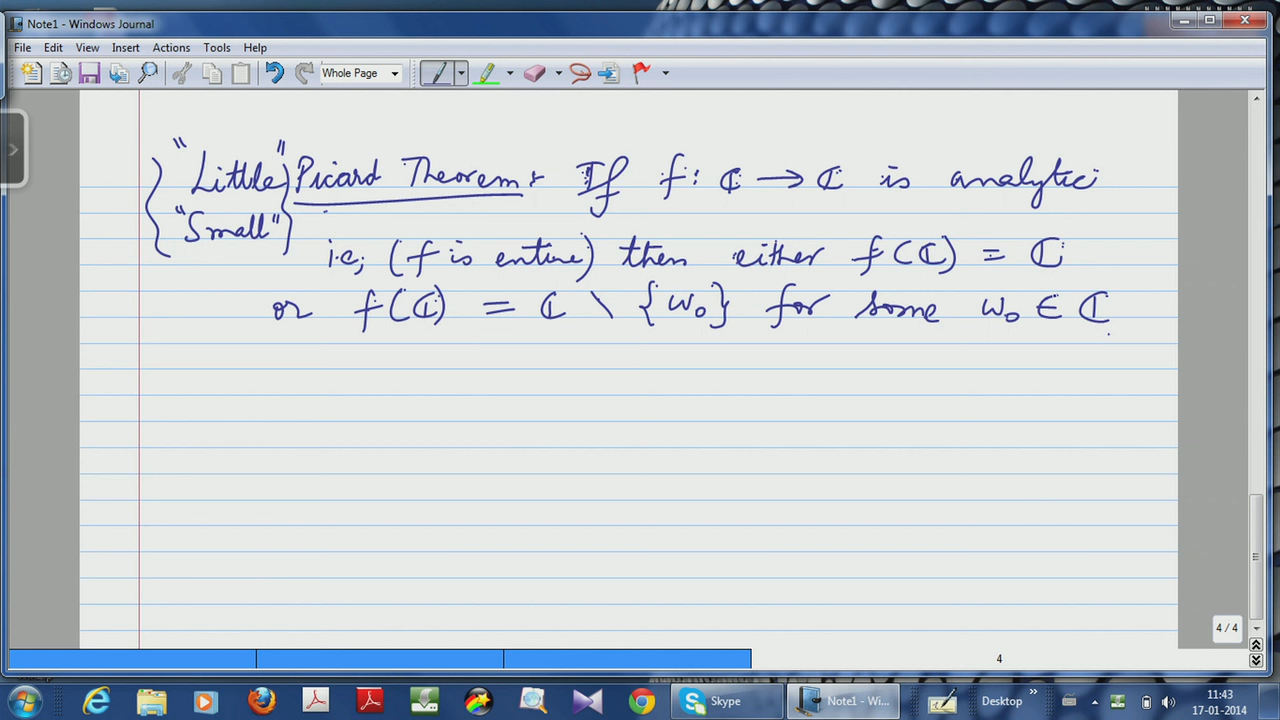 Note1 - Windows Journal
File Edit View Insert Actions Tools Help
Whole Page
"Little" Picard Theorem: If f: ℂ → ℂ is analytic
"Small"
i.e; (f is entire) then either f(ℂ) = ℂ
or f(ℂ) = ℂ \ {w₀} for some w₀ ∈ ℂ
4 / 4
4
Skype
Note1 - Wi...
Desktop
11:43
17-01-2014